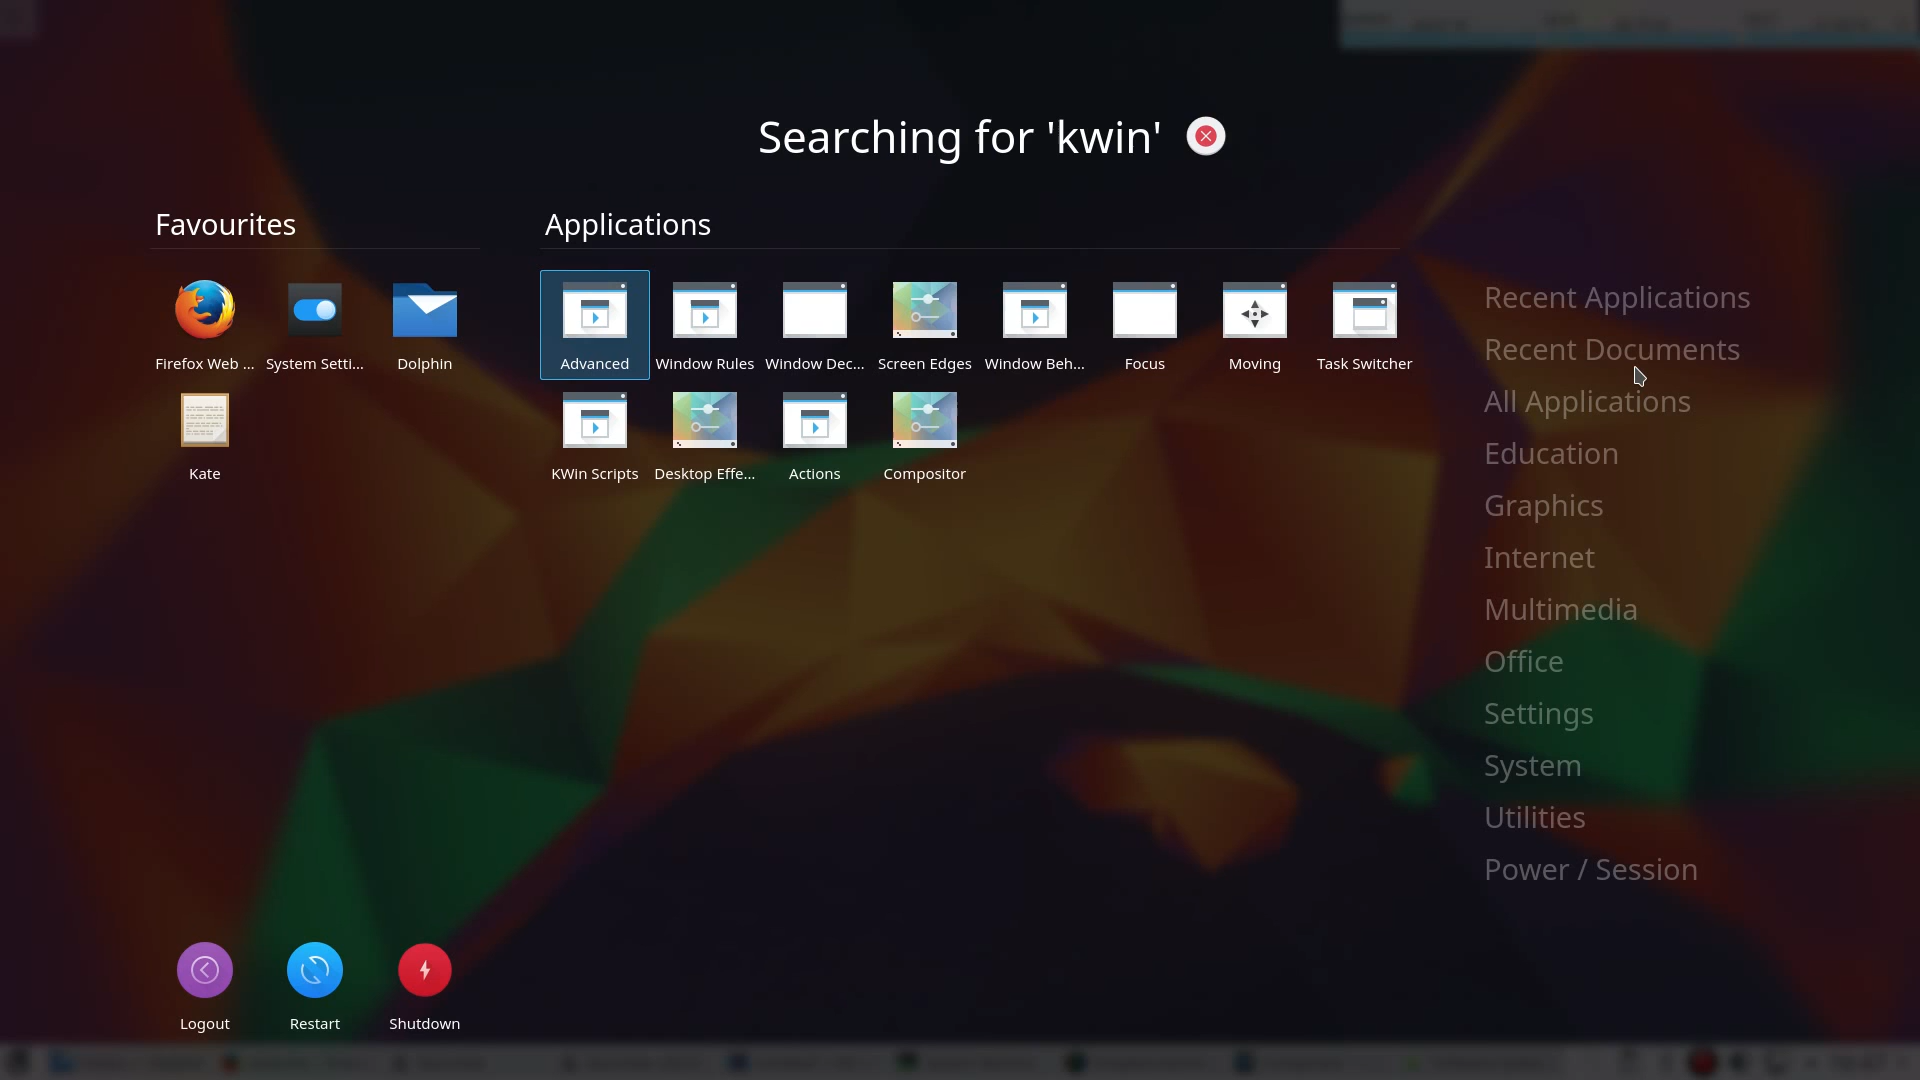 Searching for 'kwin'
Favourites
Applications
Firefox Web ...
System Setti...
Dolphin
Advanced
Window Rules
Window Dec...
Screen Edges
Window Beh...
Focus
Moving
Task Switcher
Kate
KWin Scripts
Desktop Effe...
Actions
Compositor
Recent Applications
Recent Documents
All Applications
Education
Graphics
Internet
Multimedia
Office
Settings
System
Utilities
Power / Session
Logout
Restart
Shutdown